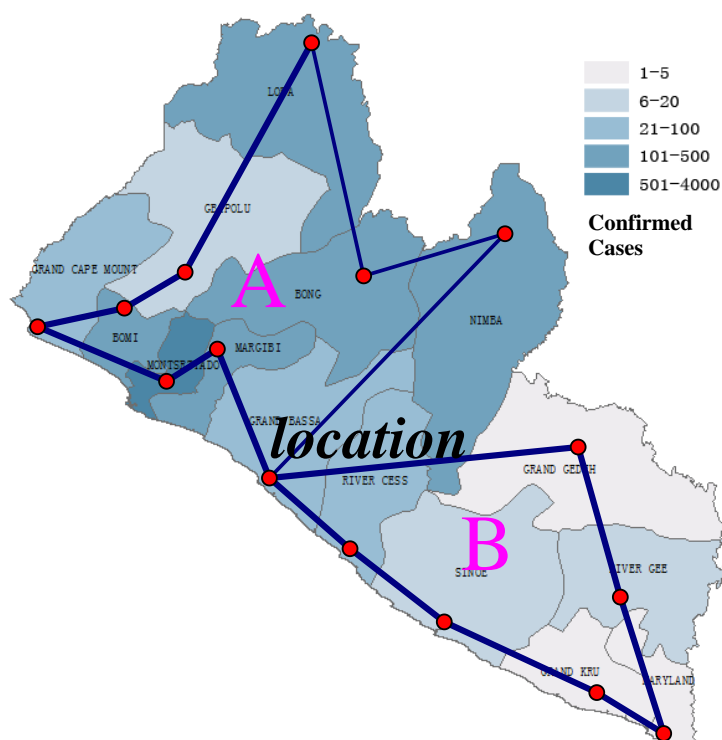 1-5
6-20
21-100
101-500
501-4000
Confirmed
Cases
LOFA
GBAPOLU
GRAND CAPE MOUNT
A
BONG
NIMBA
BOMI
MARGIBI
MONTSERRADO
GRAND BASSA
location
GRAND GEDEH
RIVER CESS
B
SINOE
RIVER GEE
GRAND KRU
MARYLAND